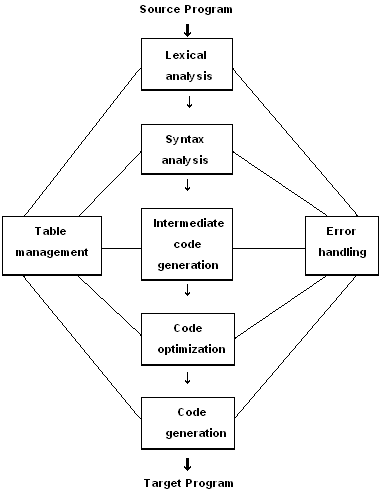 Source Program
Lexical
analysis
Syntax
analysis
Table
management
Intermediate
code
generation
Error
handling
Code
optimization
Code
generation
Target Program